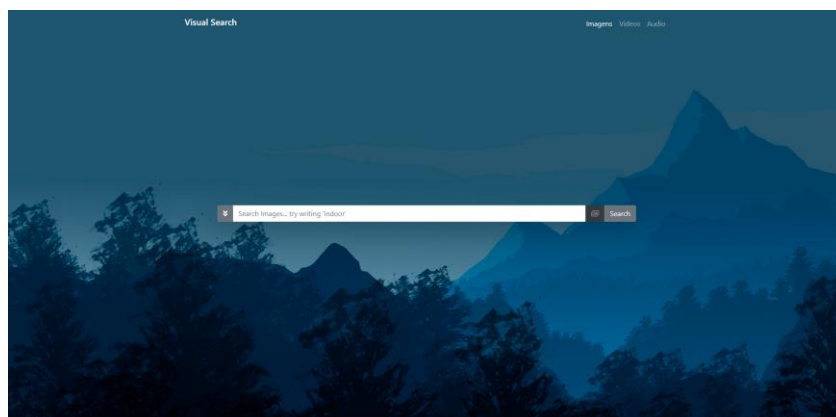 Visual Search
Imagens Videos Audio
Search Images... try writing 'indoor'
Search